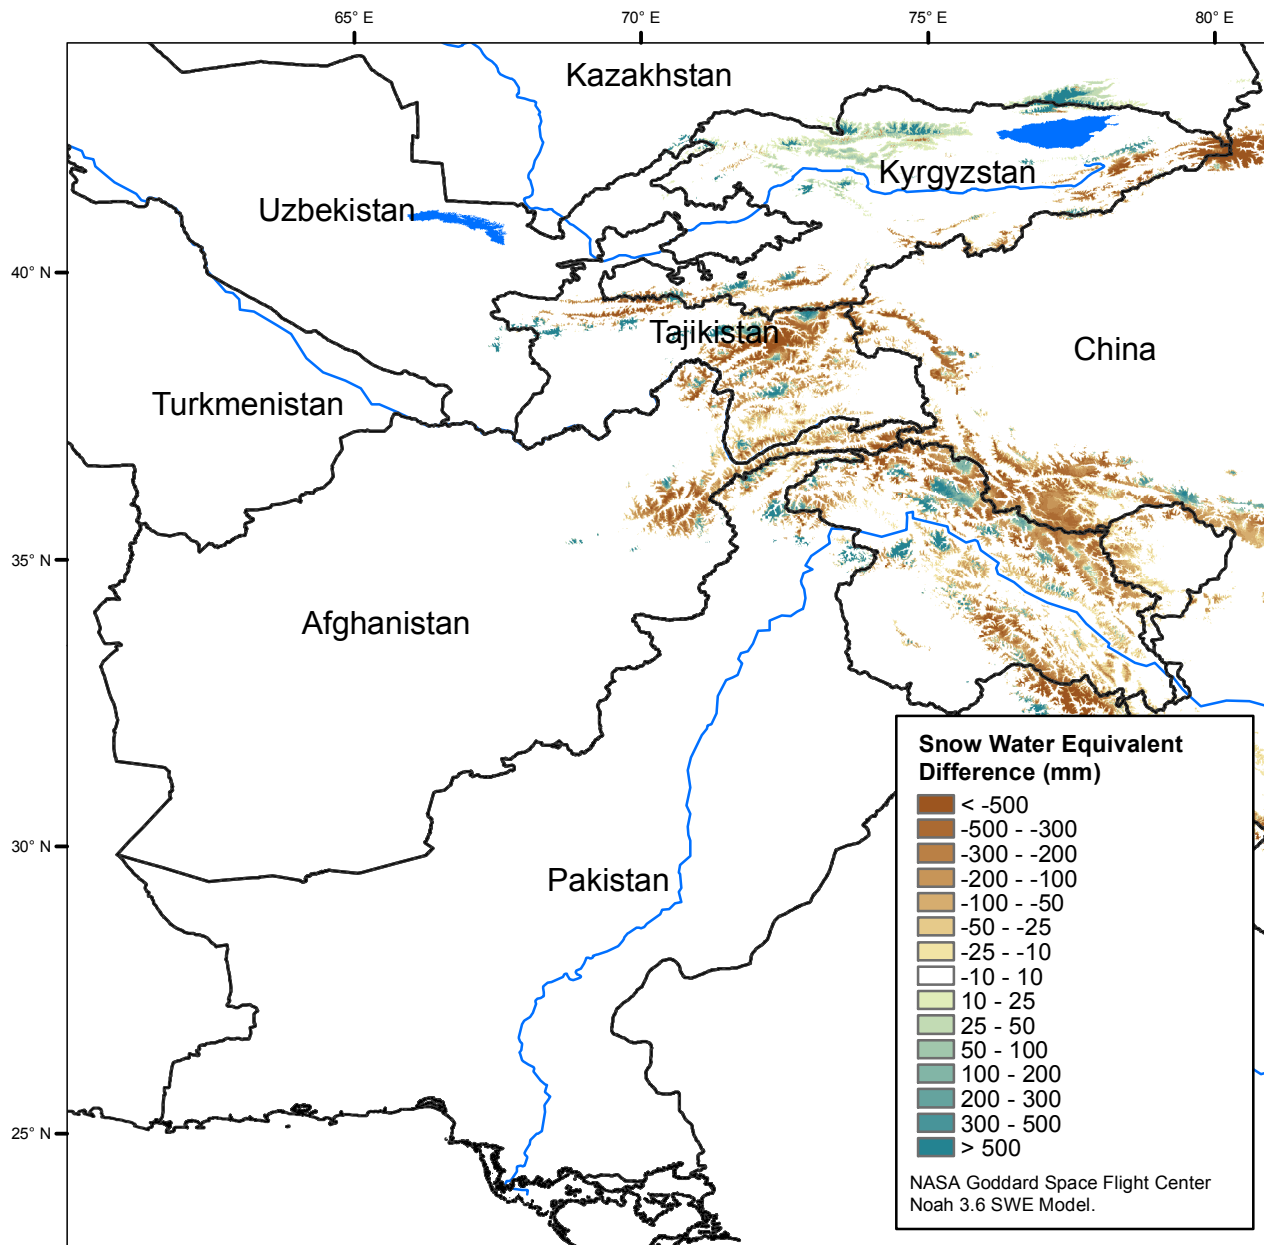 65° E
70° E
75° E
80° E
Kazakhstan
Kyrgyzstan
Uzbekistan
40° N
Tajikistan
China
Turkmenistan
35° N
Afghanistan
30° N
Pakistan
25° N
Snow Water Equivalent
Difference (mm)
< -500
-500 - -300
-300 - -200
-200 - -100
-100 - -50
-50 - -25
-25 - -10
-10 - 10
10 - 25
25 - 50
50 - 100
100 - 200
200 - 300
300 - 500
> 500
NASA Goddard Space Flight Center
Noah 3.6 SWE Model.